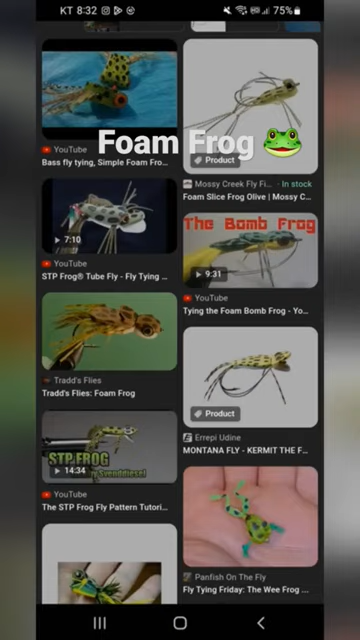 KT 8:32
75%
Foam Frog 🐸
YouTube
Bass fly tying, Simple Foam Fro...
Product
Mossy Creek Fly Fi... · In stock
Foam Slice Frog Olive | Mossy C...
7:10
STP Frog® Tube Fly - Fly Tying ...
The Bomb Frog
9:31
YouTube
Tying the Foam Bomb Frog - Yo...
Tradd's Flies
Tradd's Flies: Foam Frog
Product
Errepi Udine
MONTANA FLY - KERMIT THE F...
STP FROG
14:34
YouTube
The STP Frog Fly Pattern Tutori...
Panfish On The Fly
Fly Tying Friday: The Wee Frog ...